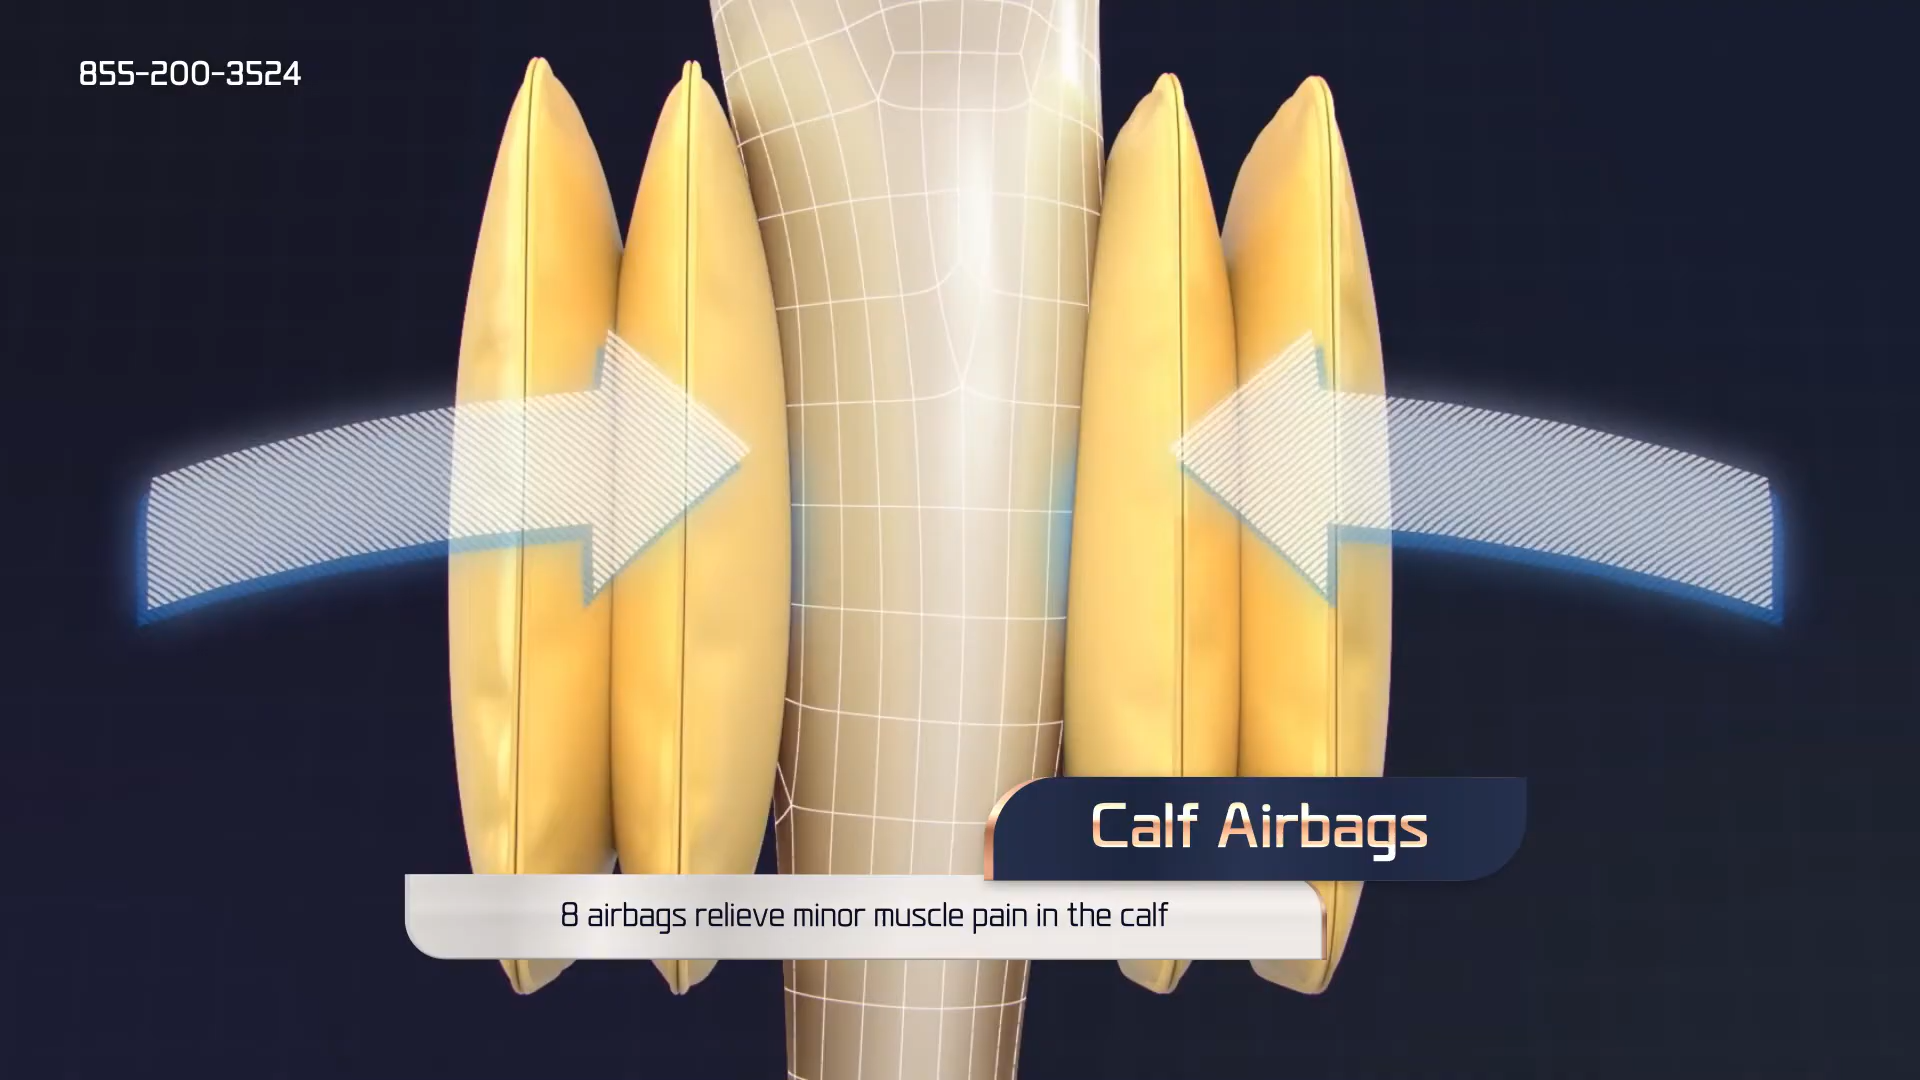 855-200-3524
Calf Airbags
8 airbags relieve minor muscle pain in the calf